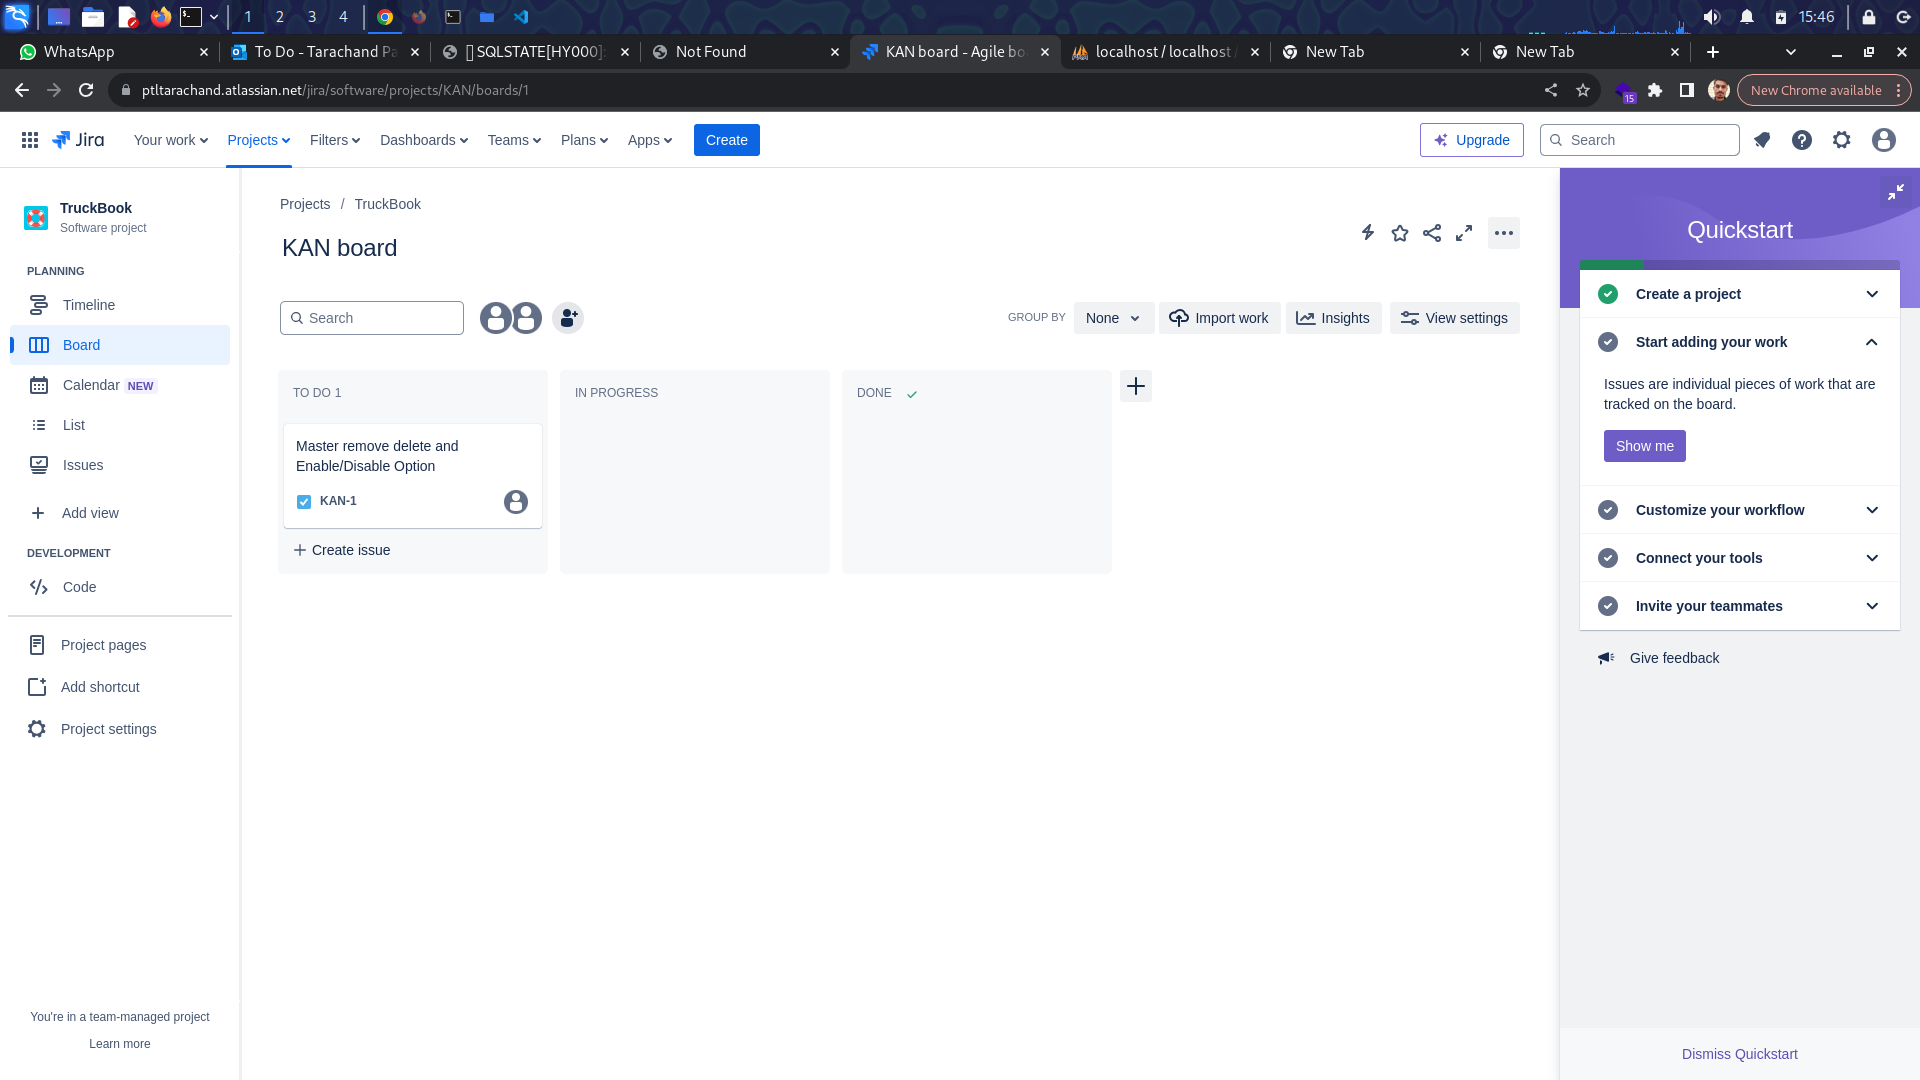 1 2 3 4 15:46
WhatsApp
To Do - Tarachand Pa
[] SQLSTATE[HY000]:
Not Found
KAN board - Agile bo
localhost / localhost /
New Tab
New Tab
ptltarachand.atlassian.net/jira/software/projects/KAN/boards/1
15
New Chrome available
Jira
Your work
Projects
Filters
Dashboards
Teams
Plans
Apps
Create
Upgrade
Search
TruckBook
Software project
PLANNING
Timeline
Board
Calendar NEW
List
Issues
Add view
DEVELOPMENT
Code
Project pages
Add shortcut
Project settings
You're in a team-managed project
Learn more
Projects / TruckBook
KAN board
Search
GROUP BY
None
Import work
Insights
View settings
TO DO 1
Master remove delete and
Enable/Disable Option
KAN-1
Create issue
IN PROGRESS
DONE
Quickstart
Create a project
Start adding your work
Issues are individual pieces of work that are
tracked on the board.
Show me
Customize your workflow
Connect your tools
Invite your teammates
Give feedback
Dismiss Quickstart